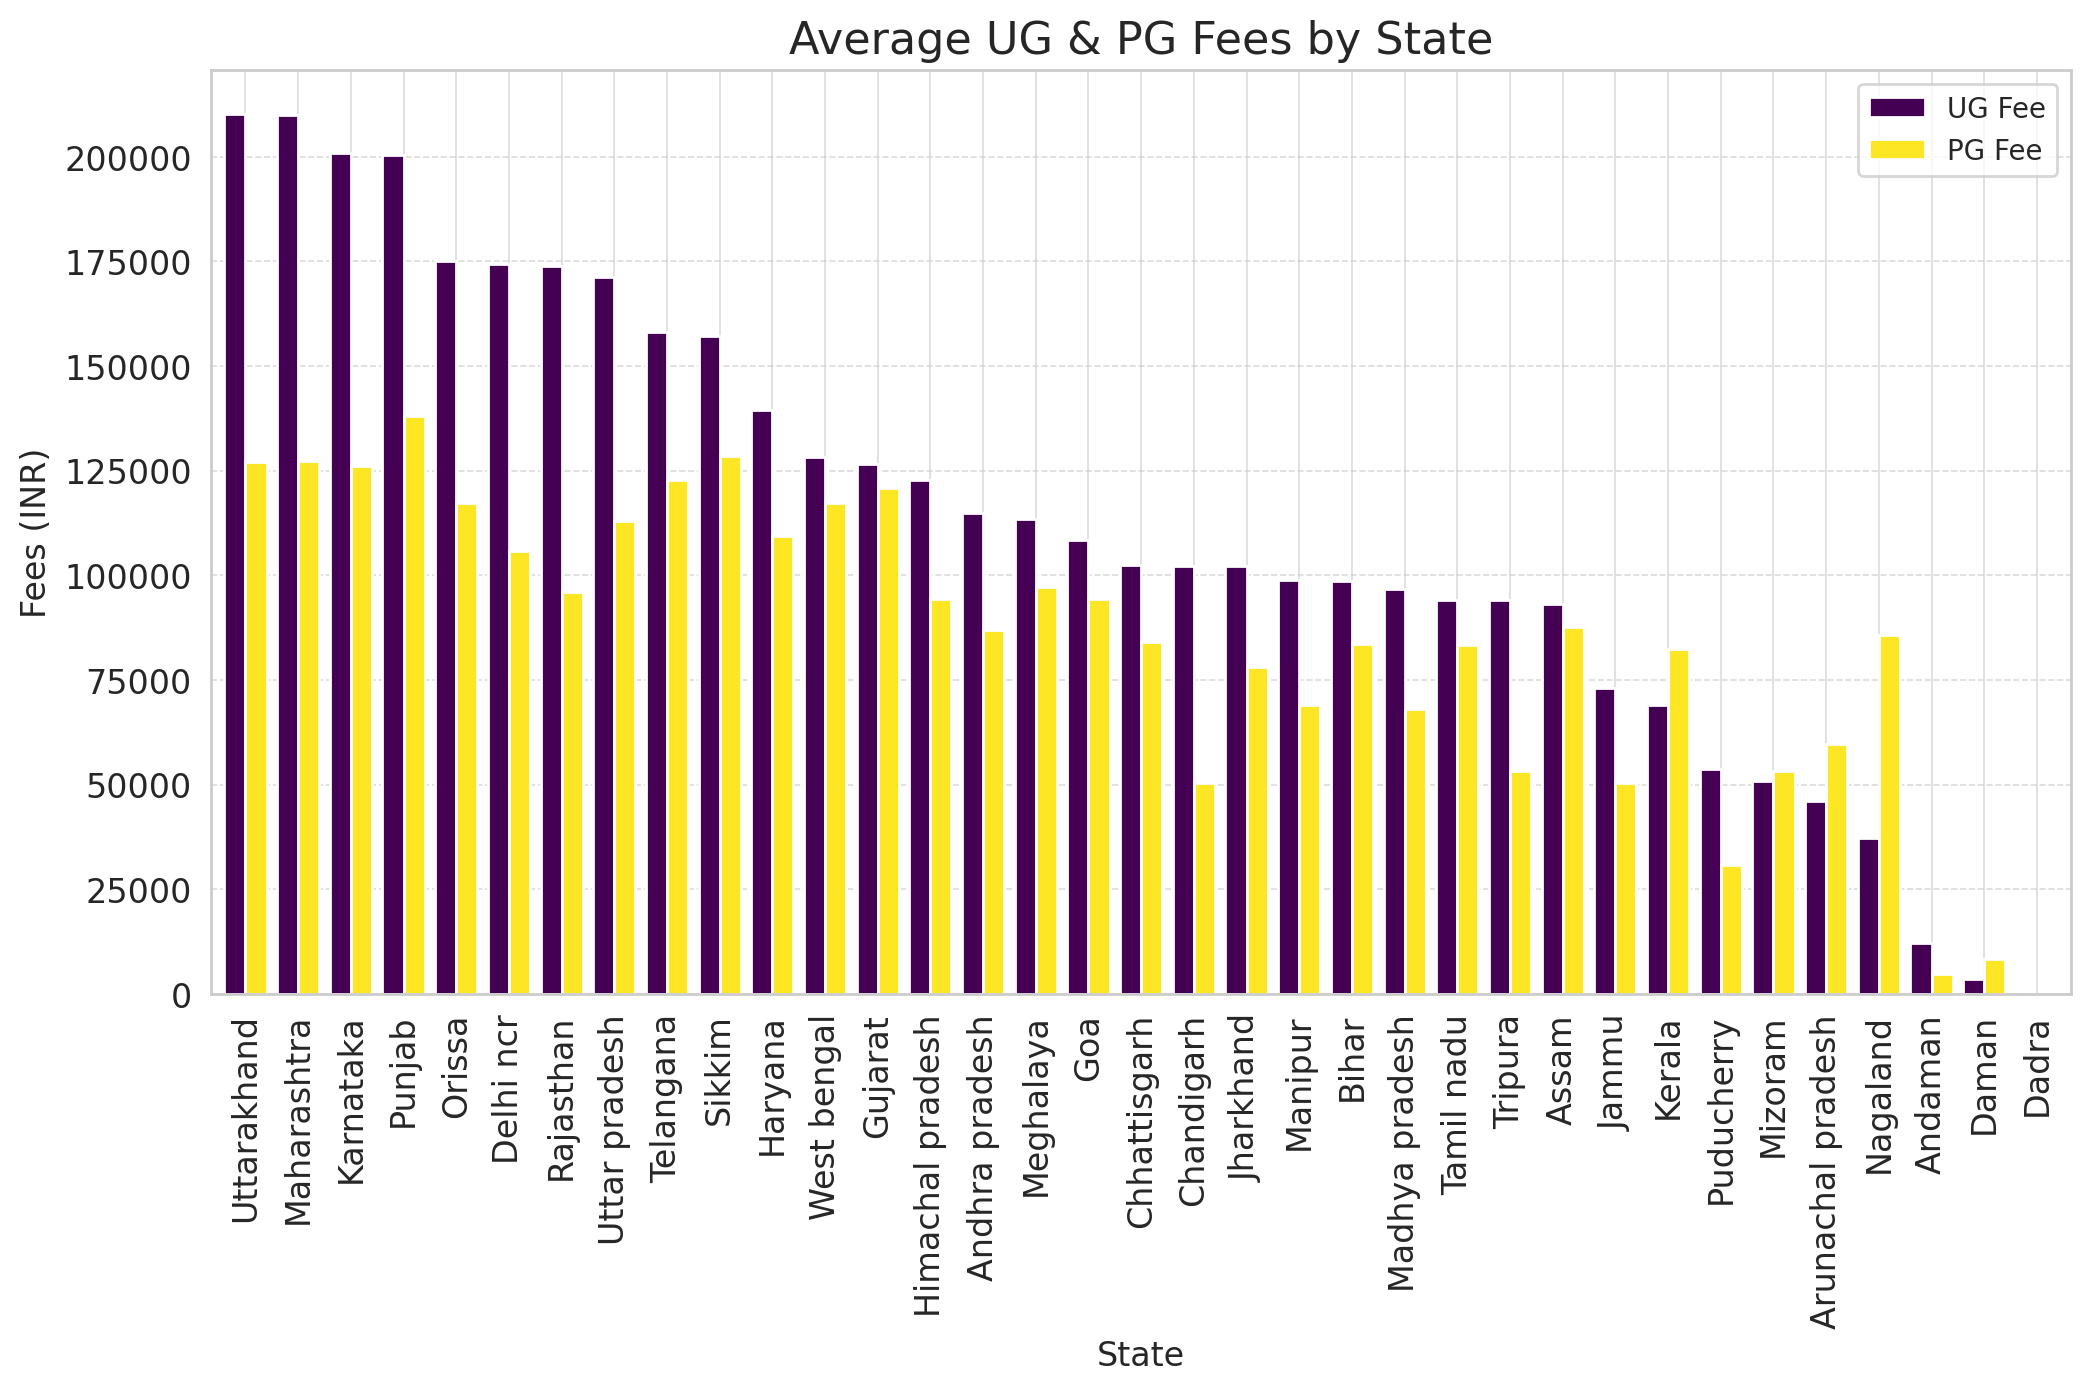 Average UG & PG Fees by State
UG Fee
PG Fee
Fees (INR)
200000
175000
150000
125000
100000
75000
50000
25000
0
Uttarakhand
Maharashtra
Karnataka
Punjab
Orissa
Delhi ncr
Rajasthan
Uttar pradesh
Telangana
Sikkim
Haryana
West bengal
Gujarat
Himachal pradesh
Andhra pradesh
Meghalaya
Goa
Chhattisgarh
Chandigarh
Jharkhand
Manipur
Bihar
Madhya pradesh
Tamil nadu
Tripura
Assam
Jammu
Kerala
Puducherry
Mizoram
Arunachal pradesh
Nagaland
Andaman
Daman
Dadra
State